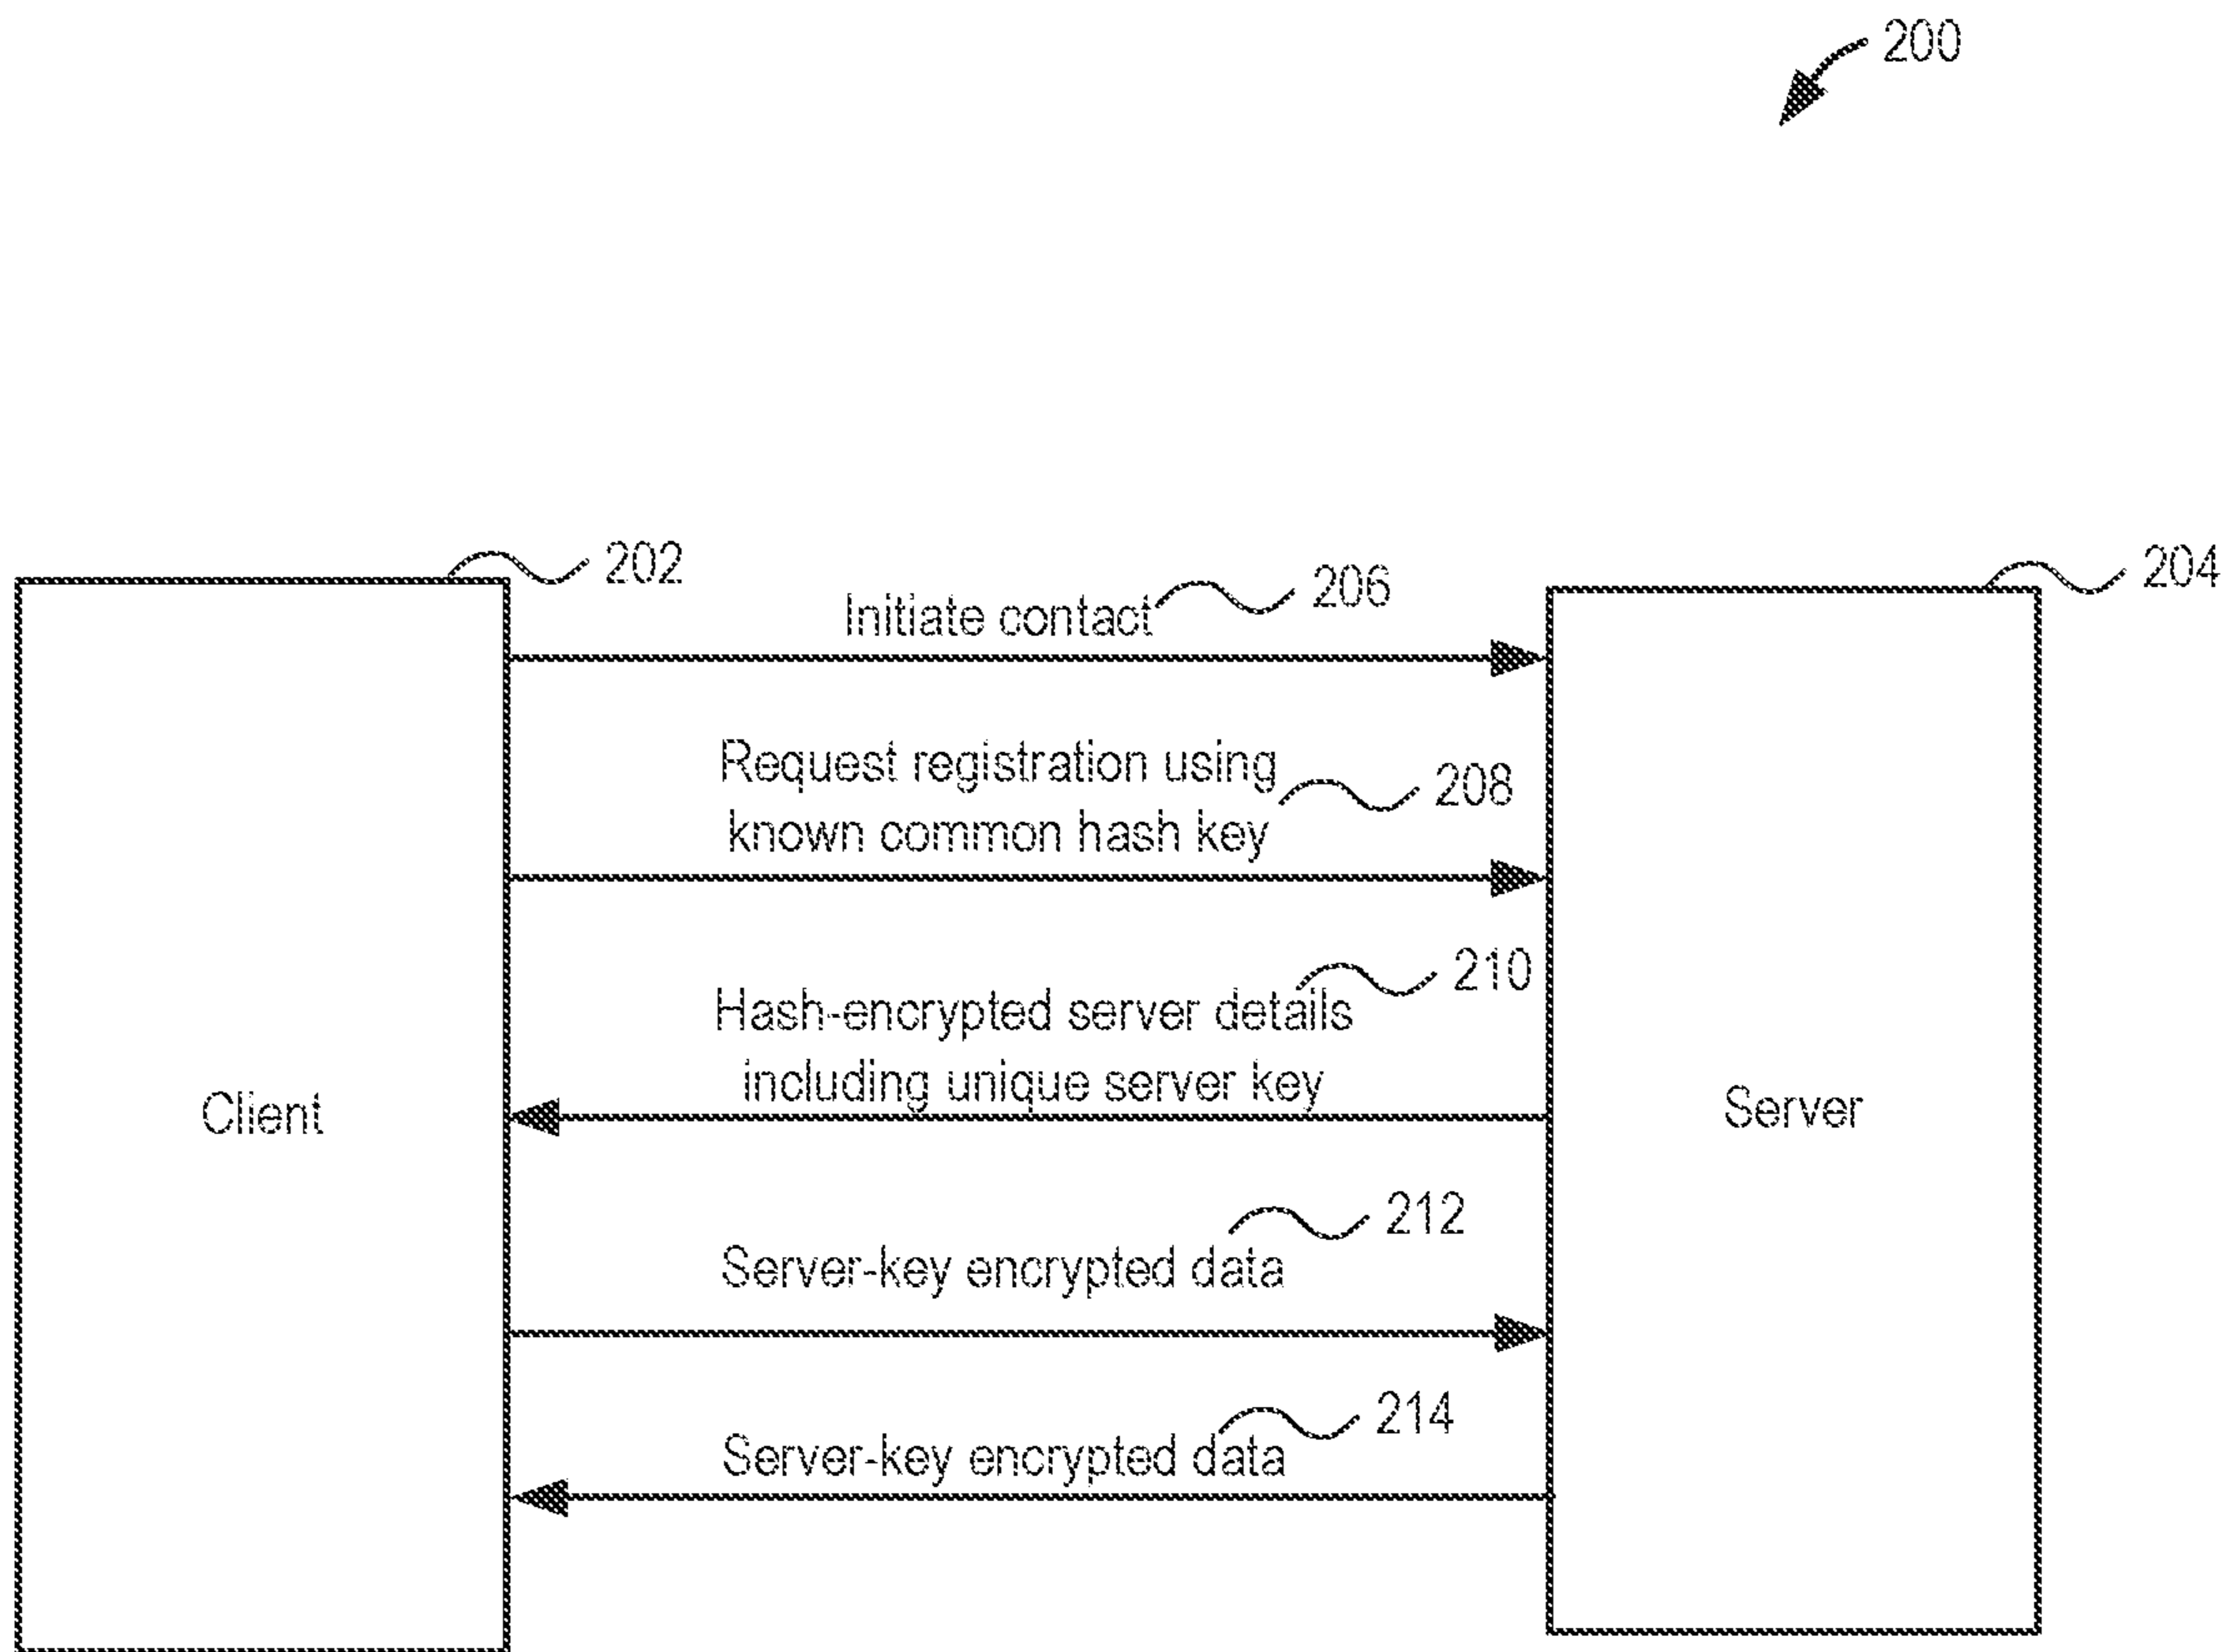 200
202
204
Initiate contact 206
Request registration using
known common hash key 208
210
Hash-encrypted server details
including unique server key
Client
Server
212
Server-key encrypted data
214
Server-key encrypted data